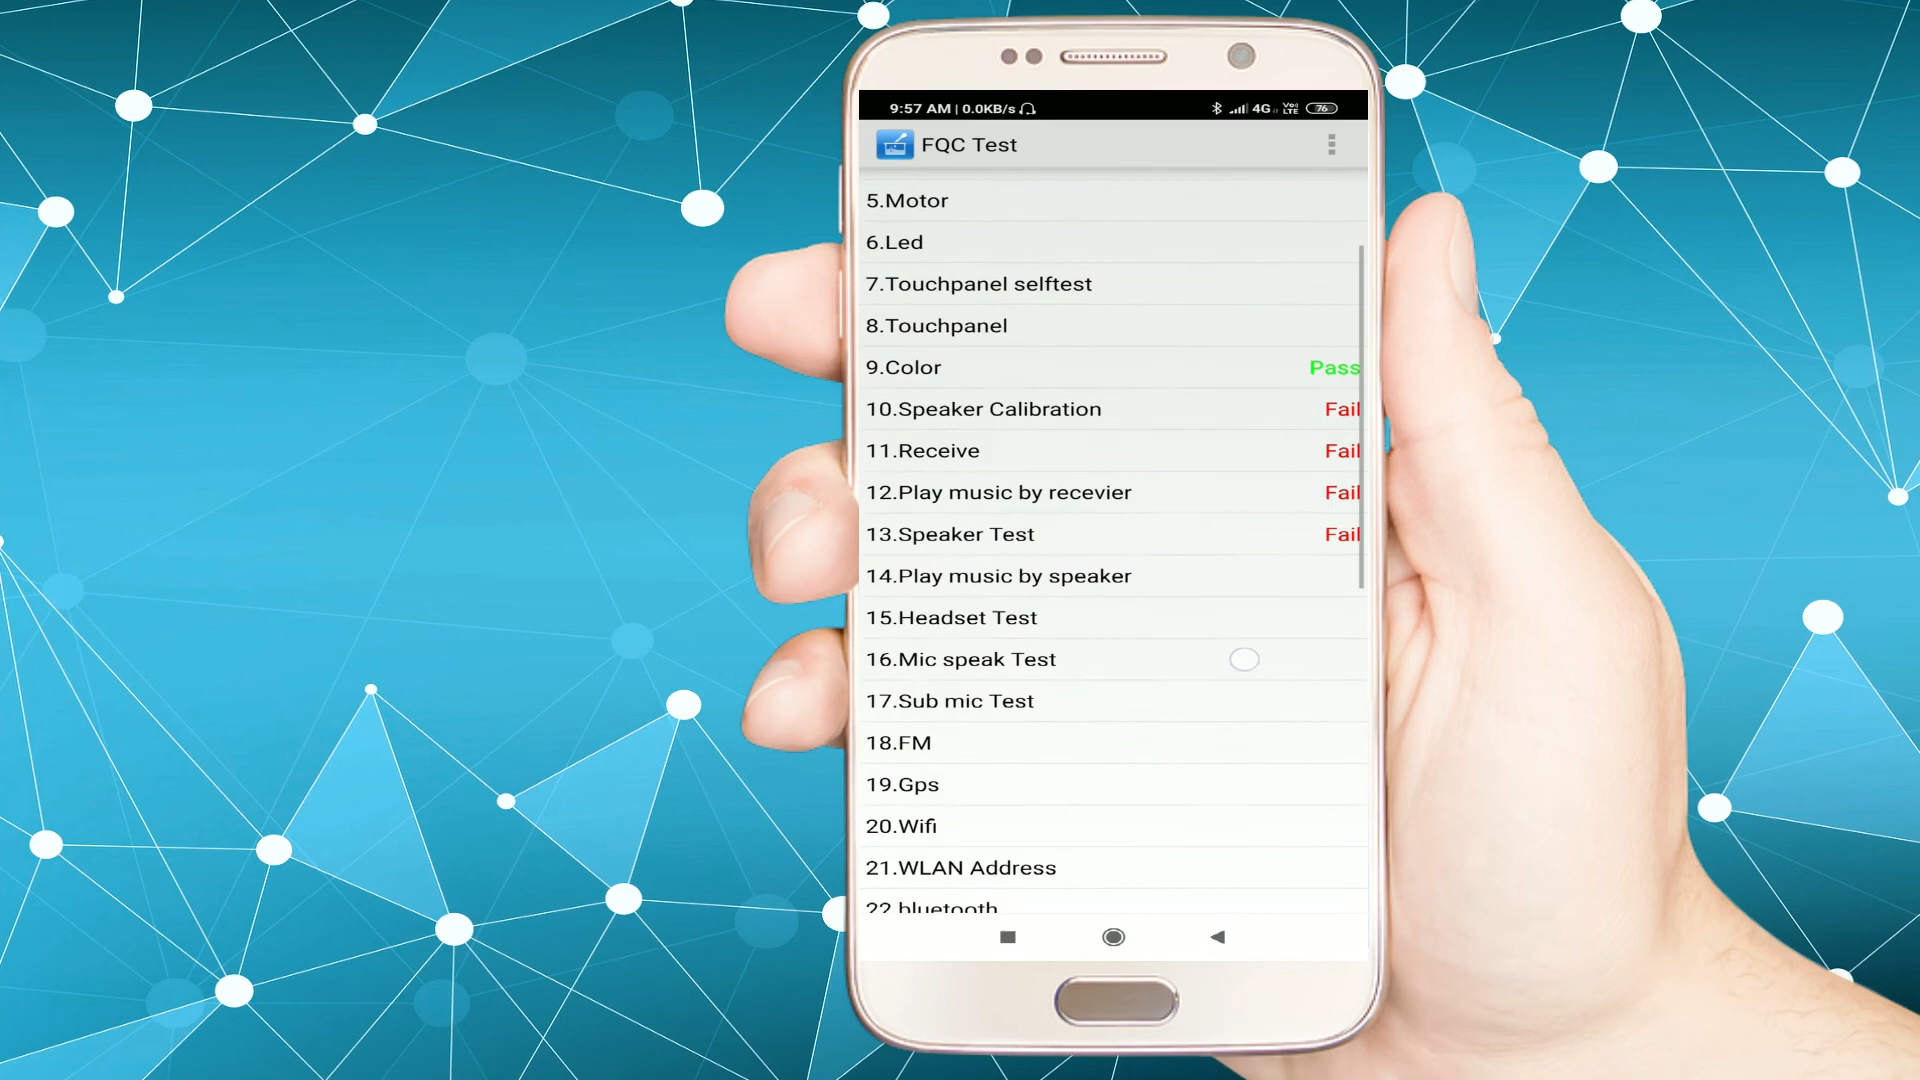 9:57 AM | 0.0KB/s 4G Vo) LTE 76
FQC Test
5.Motor
6.Led
7.Touchpanel selftest
8.Touchpanel
9.Color Pass
10.Speaker Calibration Fail
11.Receive Fail
12.Play music by recevier Fail
13.Speaker Test Fail
14.Play music by speaker
15.Headset Test
16.Mic speak Test
17.Sub mic Test
18.FM
19.Gps
20.Wifi
21.WLAN Address
22 bluetooth